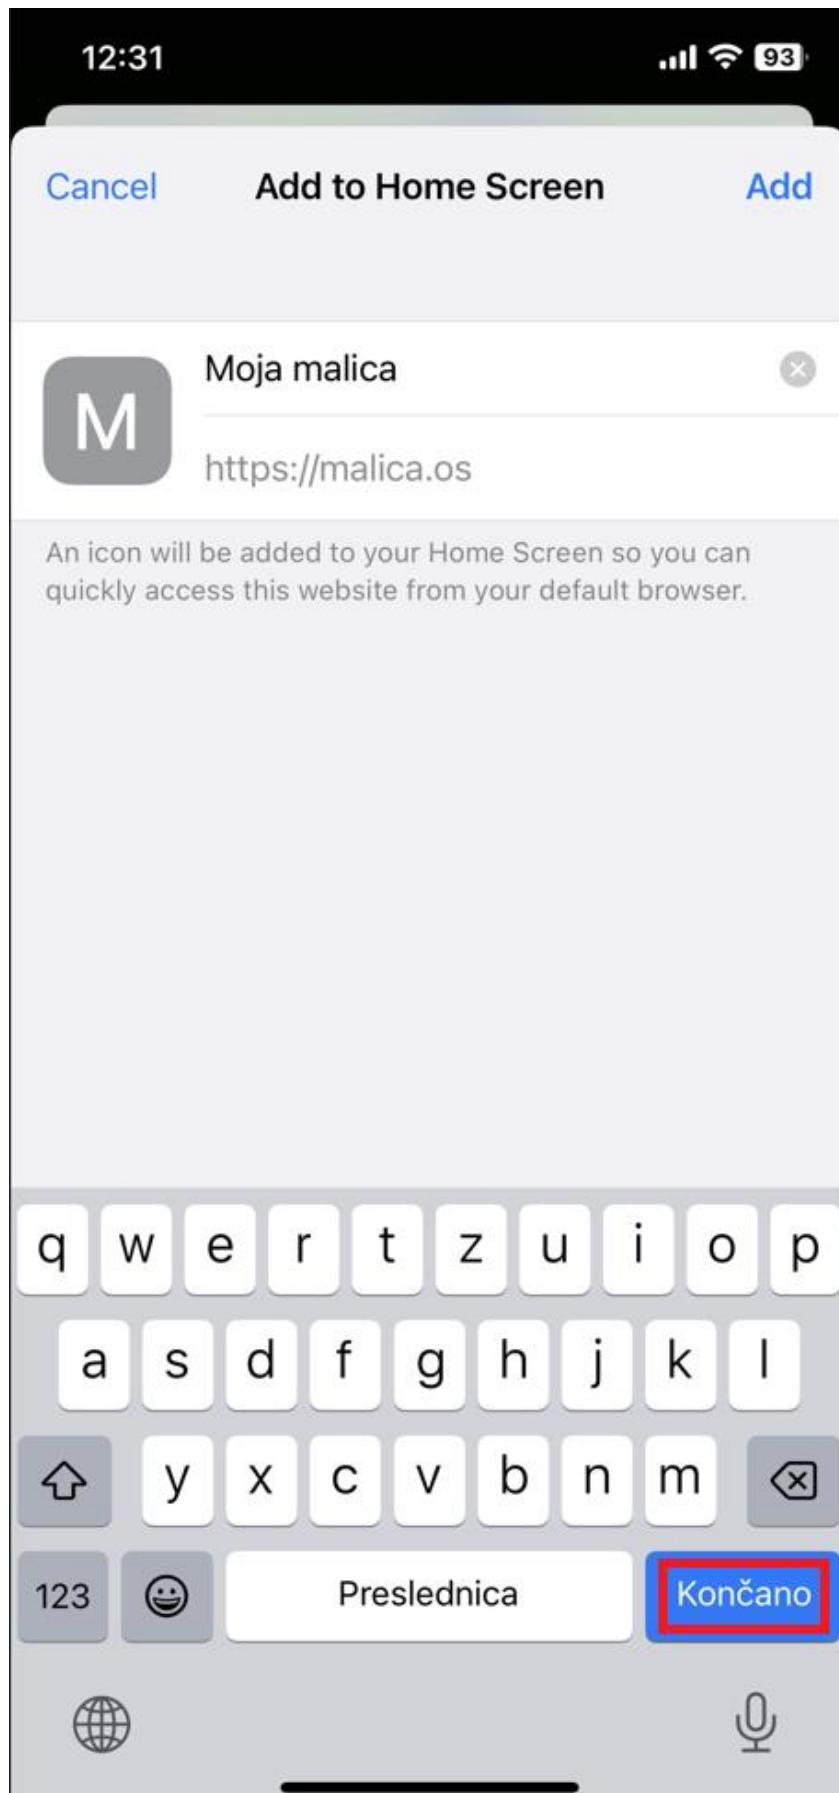 12:31 93
Cancel Add to Home Screen Add
M
Moja malica
https://malica.os
An icon will be added to your Home Screen so you can
quickly access this website from your default browser.
q w e r t z u i o p
a s d f g h j k l
y x c v b n m
123 Preslednica Končano